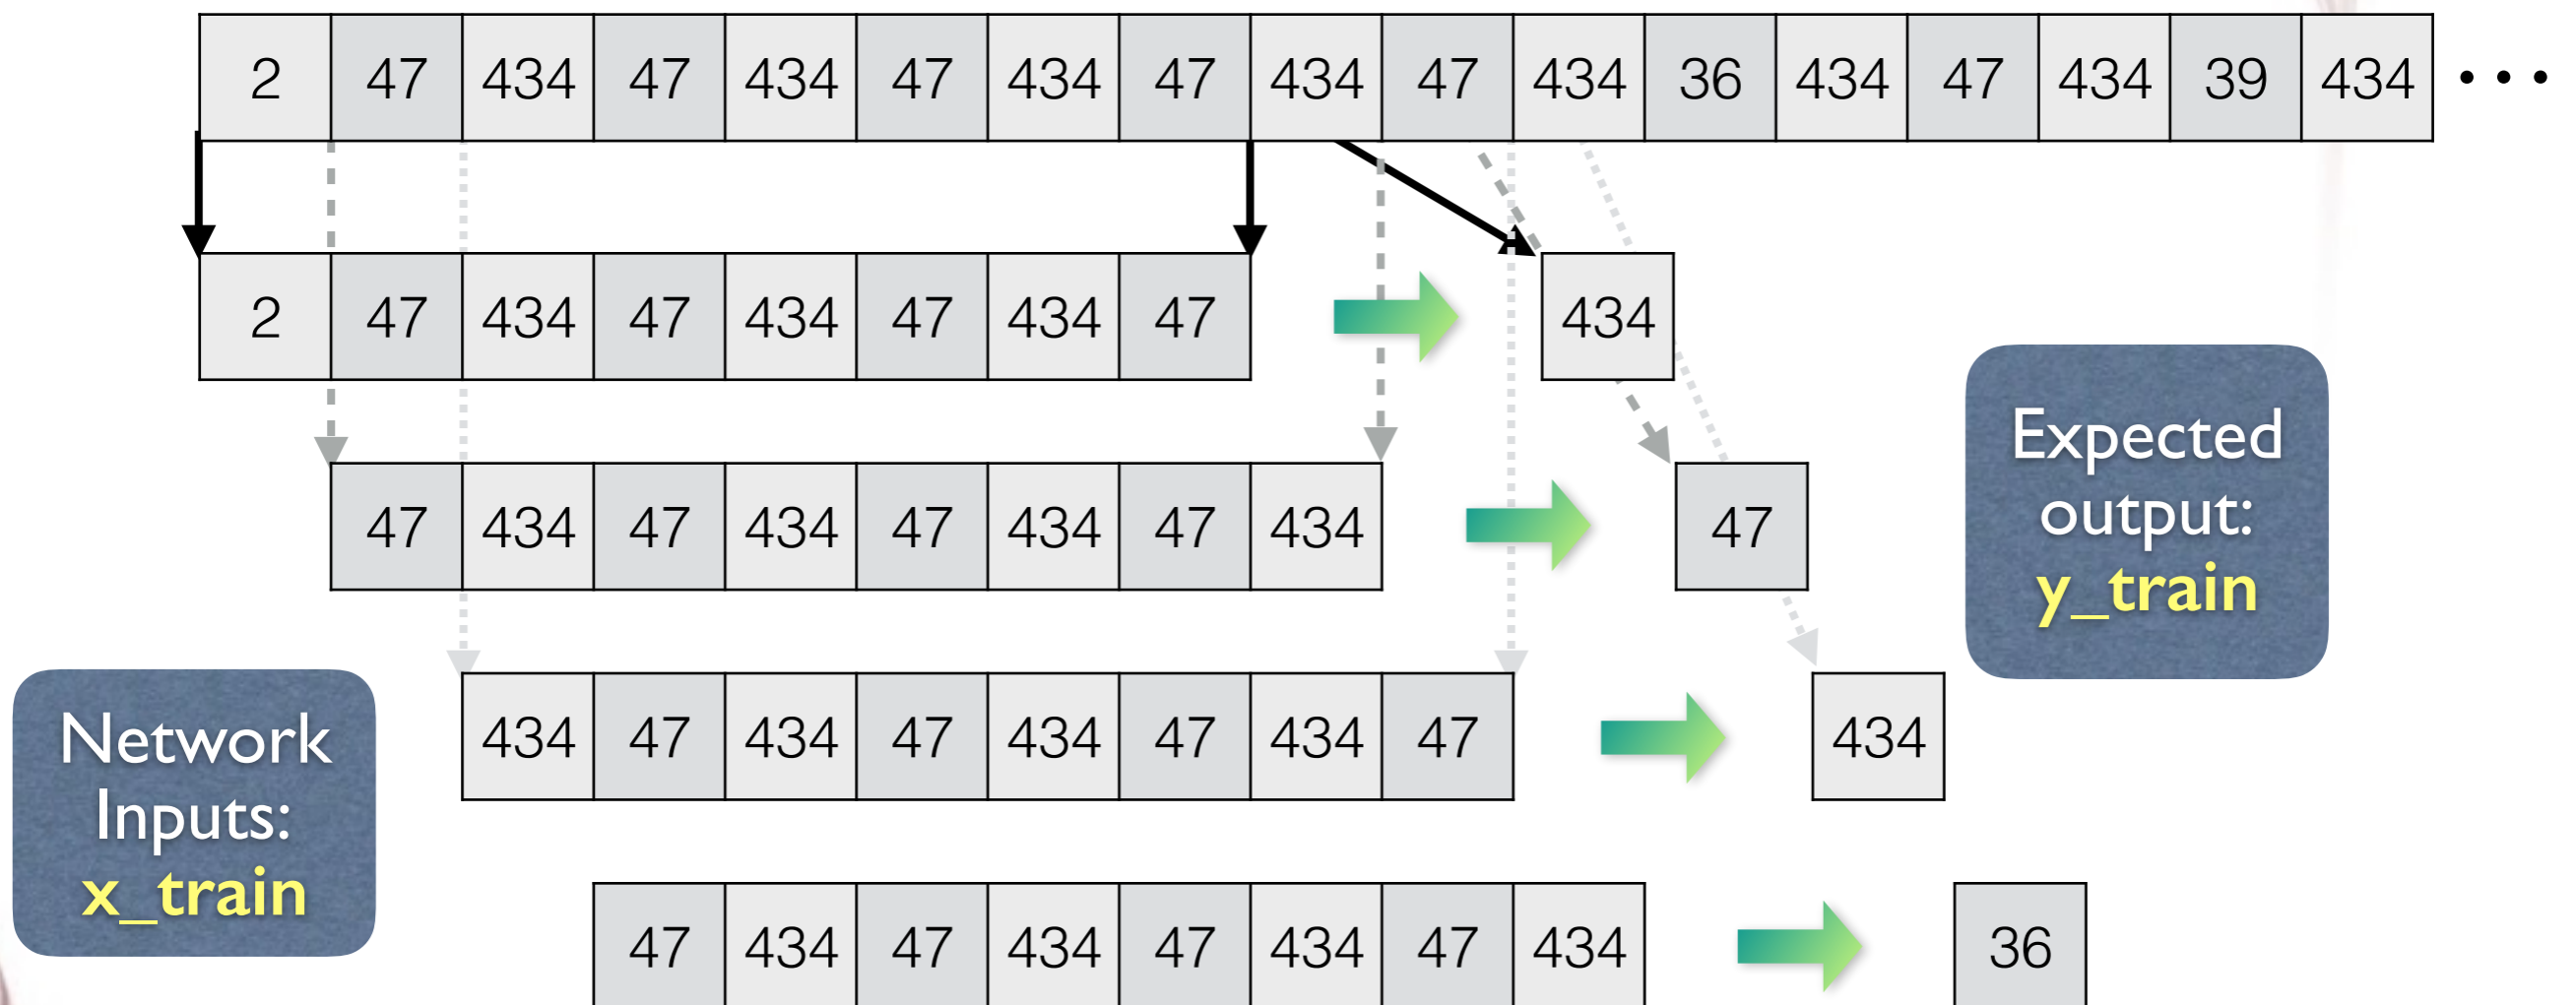 2 47 434 47 434 47 434 47 434 47 434 36 434 47 434 39 434 ...
2 47 434 47 434 47 434 47 434
47 434 47 434 47 434 47 434 47
434 47 434 47 434 47 434 47 434
47 434 47 434 47 434 47 434 36
Expected
output:
y_train
Network
Inputs:
x_train